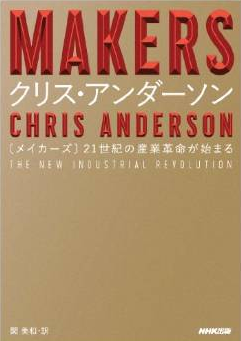 MAKERS
クリス・アンダーソン
CHRIS ANDERSON
［メイカーズ］21世紀の産業革命が始まる
THE NEW INDUSTRIAL REVOLUTION
関 美和・訳
NHK出版